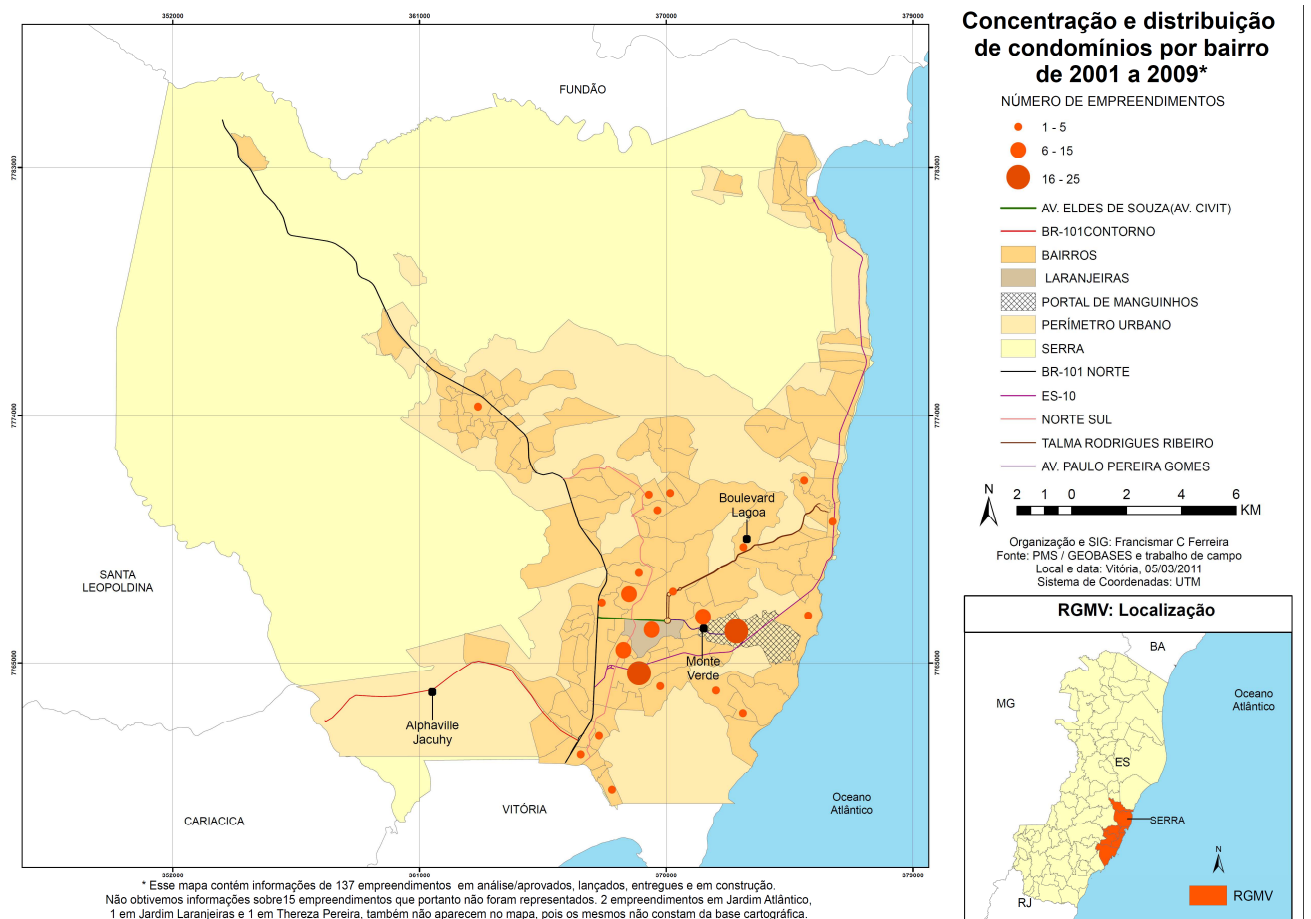 352000
361000
370000
379000
7783000
7774000
7765000
7783000
7774000
7765000
352000
361000
370000
379000
FUNDÃO
SANTA
LEOPOLDINA
CARIACICA
VITÓRIA
Boulevard
Lagoa
Monte
Verde
Alphaville
Jacuhy
Oceano
Atlântico
* Esse mapa contém informações de 137 empreendimentos em análise/aprovados, lançados, entregues e em construção.
Não obtivemos informações sobre15 empreendimentos que portanto não foram representados. 2 empreendimentos em Jardim Atlântico,
1 em Jardim Laranjeiras e 1 em Thereza Pereira, também não aparecem no mapa, pois os mesmos não constam da base cartográfica.
Concentração e distribuição
de condomínios por bairro
de 2001 a 2009*
NÚMERO DE EMPREENDIMENTOS
1 - 5
6 - 15
16 - 25
AV. ELDES DE SOUZA(AV. CIVIT)
BR-101CONTORNO
BAIRROS
LARANJEIRAS
PORTAL DE MANGUINHOS
PERÍMETRO URBANO
SERRA
BR-101 NORTE
ES-10
NORTE SUL
TALMA RODRIGUES RIBEIRO
AV. PAULO PEREIRA GOMES
N
2 1 0 2 4 6
KM
Organização e SIG: Francismar C Ferreira
Fonte: PMS / GEOBASES e trabalho de campo
Local e data: Vitória, 05/03/2011
Sistema de Coordenadas: UTM
RGMV: Localização
BA
MG
Oceano
Atlântico
ES
SERRA
N
RJ
RGMV